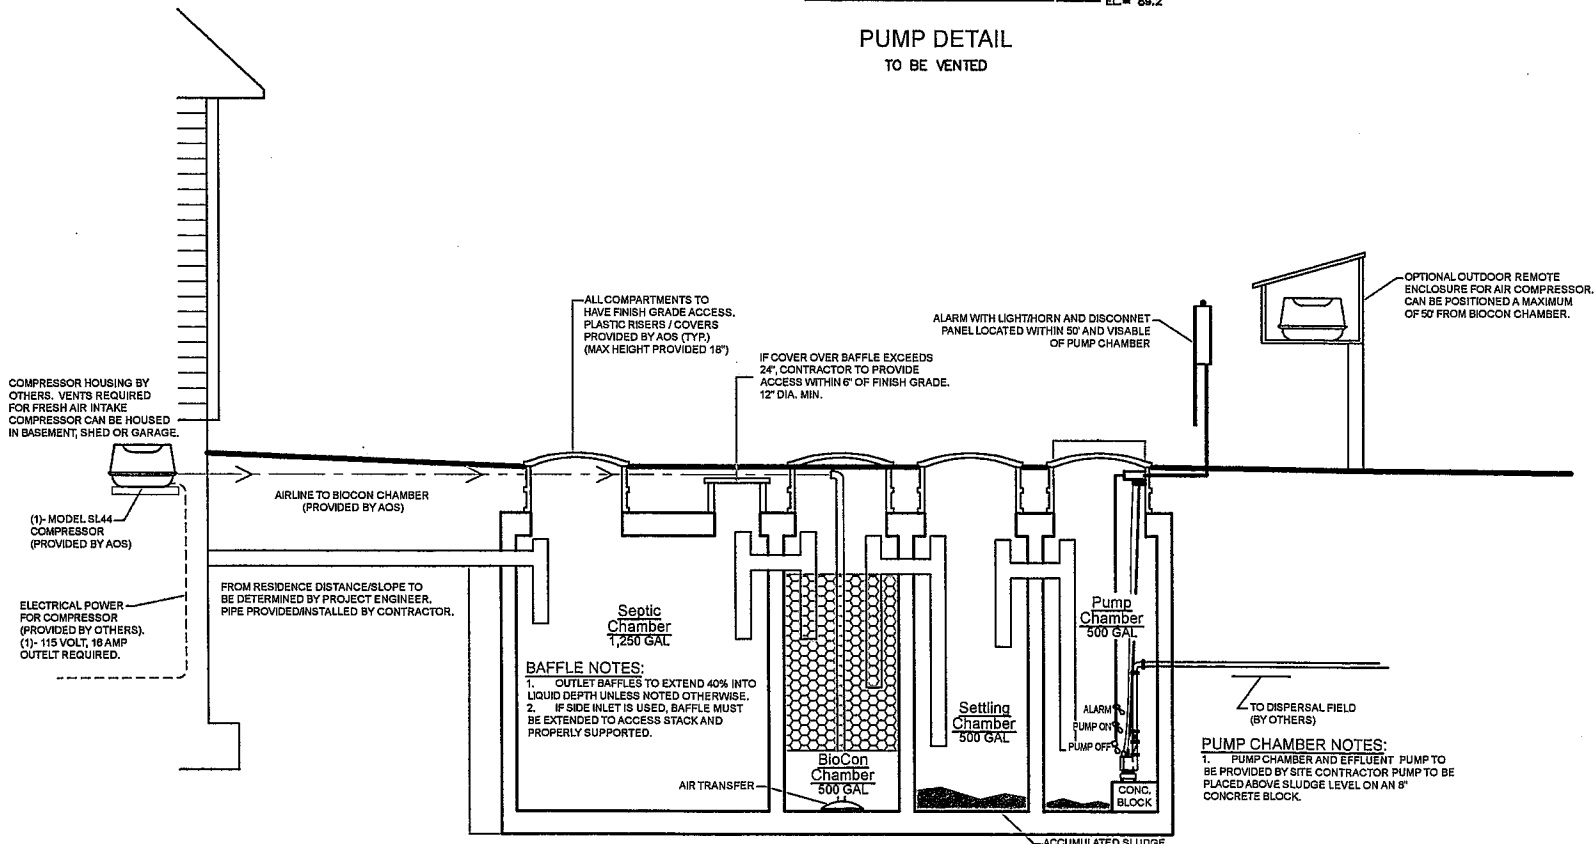 EL= 89.2
PUMP DETAIL
TO BE VENTED
ALL COMPARTMENTS TO
HAVE FINISH GRADE ACCESS.
PLASTIC RISERS / COVERS
PROVIDED BY AOS (TYP.)
(MAX HEIGHT PROVIDED 18")
IF COVER OVER BAFFLE EXCEEDS
24", CONTRACTOR TO PROVIDE
ACCESS WITHIN 6" OF FINISH GRADE.
12" DIA. MIN.
ALARM WITH LIGHT/HORN AND DISCONNET
PANEL LOCATED WITHIN 50' AND VISABLE
OF PUMP CHAMBER
OPTIONAL OUTDOOR REMOTE
ENCLOSURE FOR AIR COMPRESSOR.
CAN BE POSITIONED A MAXIMUM
OF 50' FROM BIOCON CHAMBER.
COMPRESSOR HOUSING BY
OTHERS. VENTS REQUIRED
FOR FRESH AIR INTAKE
COMPRESSOR CAN BE HOUSED
IN BASEMENT, SHED OR GARAGE.
AIRLINE TO BIOCON CHAMBER
(PROVIDED BY AOS)
(1)- MODEL SL44
COMPRESSOR
(PROVIDED BY AOS)
FROM RESIDENCE DISTANCE/SLOPE TO
BE DETERMINED BY PROJECT ENGINEER.
PIPE PROVIDED/INSTALLED BY CONTRACTOR.
ELECTRICAL POWER
FOR COMPRESSOR
(PROVIDED BY OTHERS).
(1)- 115 VOLT, 16 AMP
OUTELT REQUIRED.
Septic
Chamber
1,250 GAL
BAFFLE NOTES:
1. OUTLET BAFFLES TO EXTEND 40% INTO
LIQUID DEPTH UNLESS NOTED OTHERWISE.
2. IF SIDE INLET IS USED, BAFFLE MUST
BE EXTENDED TO ACCESS STACK AND
PROPERLY SUPPORTED.
BioCon
Chamber
500 GAL
AIR TRANSFER
Settling
Chamber
500 GAL
Pump
Chamber
500 GAL
ALARM
PUMP ON
PUMP OFF
CONC.
BLOCK
TO DISPERSAL FIELD
(BY OTHERS)
PUMP CHAMBER NOTES:
1. PUMP CHAMBER AND EFFLUENT PUMP TO
BE PROVIDED BY SITE CONTRACTOR PUMP TO BE
PLACED ABOVE SLUDGE LEVEL ON AN 8"
CONCRETE BLOCK.
ACCUMULATED SLUDGE